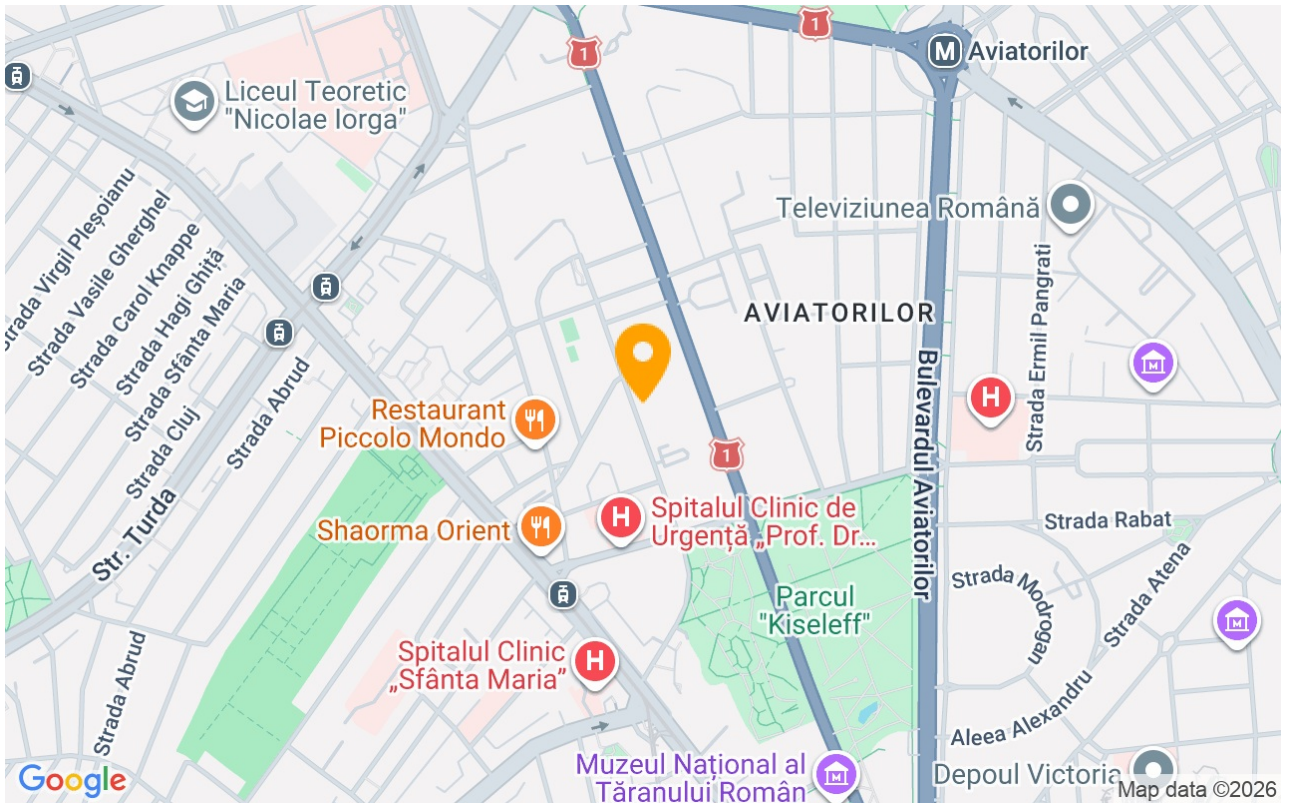 1
1
M
Aviatorilor
Liceul Teoretic
"Nicolae Iorga"
Strada Virgil Pleșoianu
Strada Vasile Gherghel
Strada Carol Knappe
Strada Hagi Ghiță
Strada Sfânta Maria
Strada Cluj
Strada Abrud
Str. Turda
Televiziunea Română
Strada Ermil Pangrati
AVIATORILOR
Bulevardul Aviatorilor
M
H
Restaurant
Piccolo Mondo
1
Shaorma Orient
H
Spitalul Clinic de
Urgență „Prof. Dr...
Strada Rabat
Strada Atena
Strada Modrogan
Parcul
"Kiseleff"
M
Spitalul Clinic
„Sfânta Maria”
H
Strada Abrud
Aleea Alexandru
Muzeul Național al
Țăranului Român
M
Depoul Victoria
Google
Map data ©2026